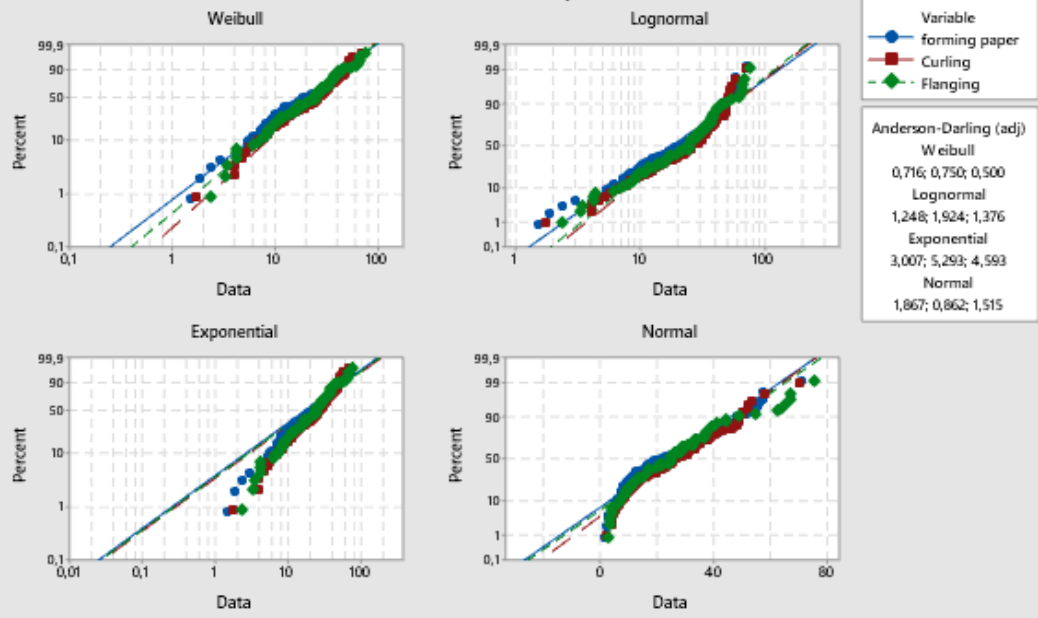 Weibull
Lognormal
Percent
99,9
90
50
10
1
0,1
0,1
1
10
100
Data
Percent
99,9
99
90
50
10
1
0,1
1
10
100
Data
Variable
forming paper
Curling
Flanging
Anderson-Darling (adj)
Weibull
0,716; 0,750; 0,500
Lognormal
1,248; 1,924; 1,376
Exponential
3,007; 5,293; 4,593
Normal
1,867; 0,862; 1,515
Exponential
Normal
Percent
99,9
90
50
10
1
0,1
0,01
0,1
1
10
100
Data
Percent
99,9
99
90
50
10
1
0,1
0
40
80
Data